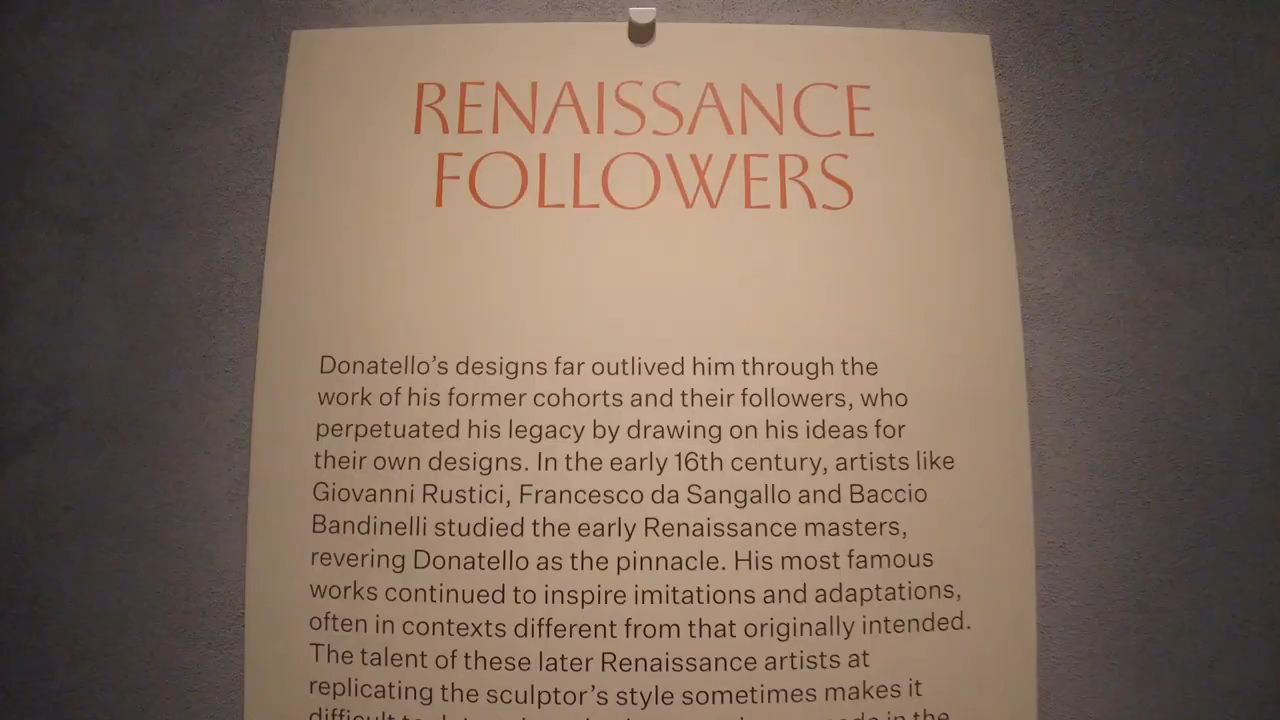 RENAISSANCE
FOLLOWERS
Donatello’s designs far outlived him through the
work of his former cohorts and their followers, who
perpetuated his legacy by drawing on his ideas for
their own designs. In the early 16th century, artists like
Giovanni Rustici, Francesco da Sangallo and Baccio
Bandinelli studied the early Renaissance masters,
revering Donatello as the pinnacle. His most famous
works continued to inspire imitations and adaptations,
often in contexts different from that originally intended.
The talent of these later Renaissance artists at
replicating the sculptor’s style sometimes makes it
difficult in the